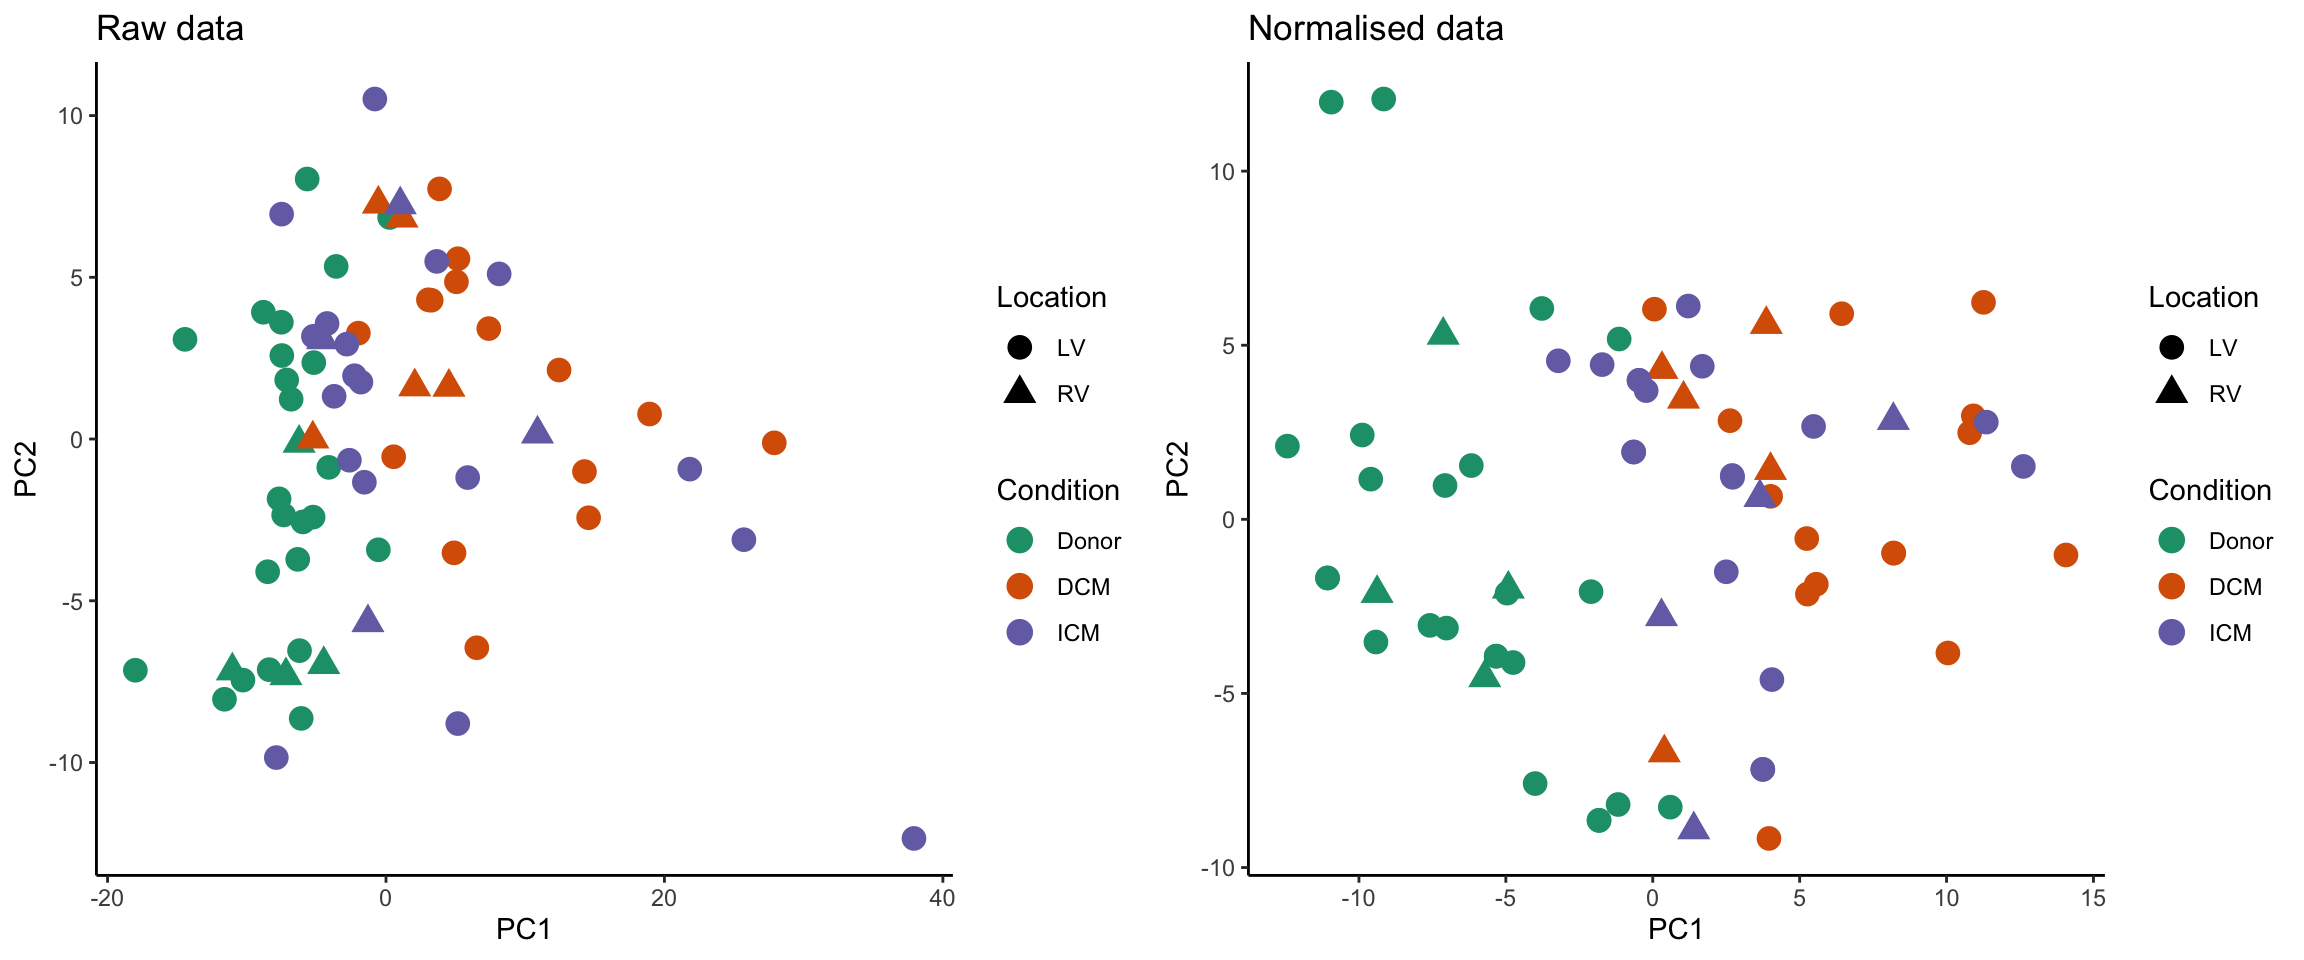 Raw data
10
5
0
-5
-10
PC2
-20
0
20
40
PC1
Location
LV
RV
Condition
Donor
DCM
ICM
Normalised data
10
5
0
-5
-10
PC2
-10
-5
0
5
10
15
PC1
Location
LV
RV
Condition
Donor
DCM
ICM